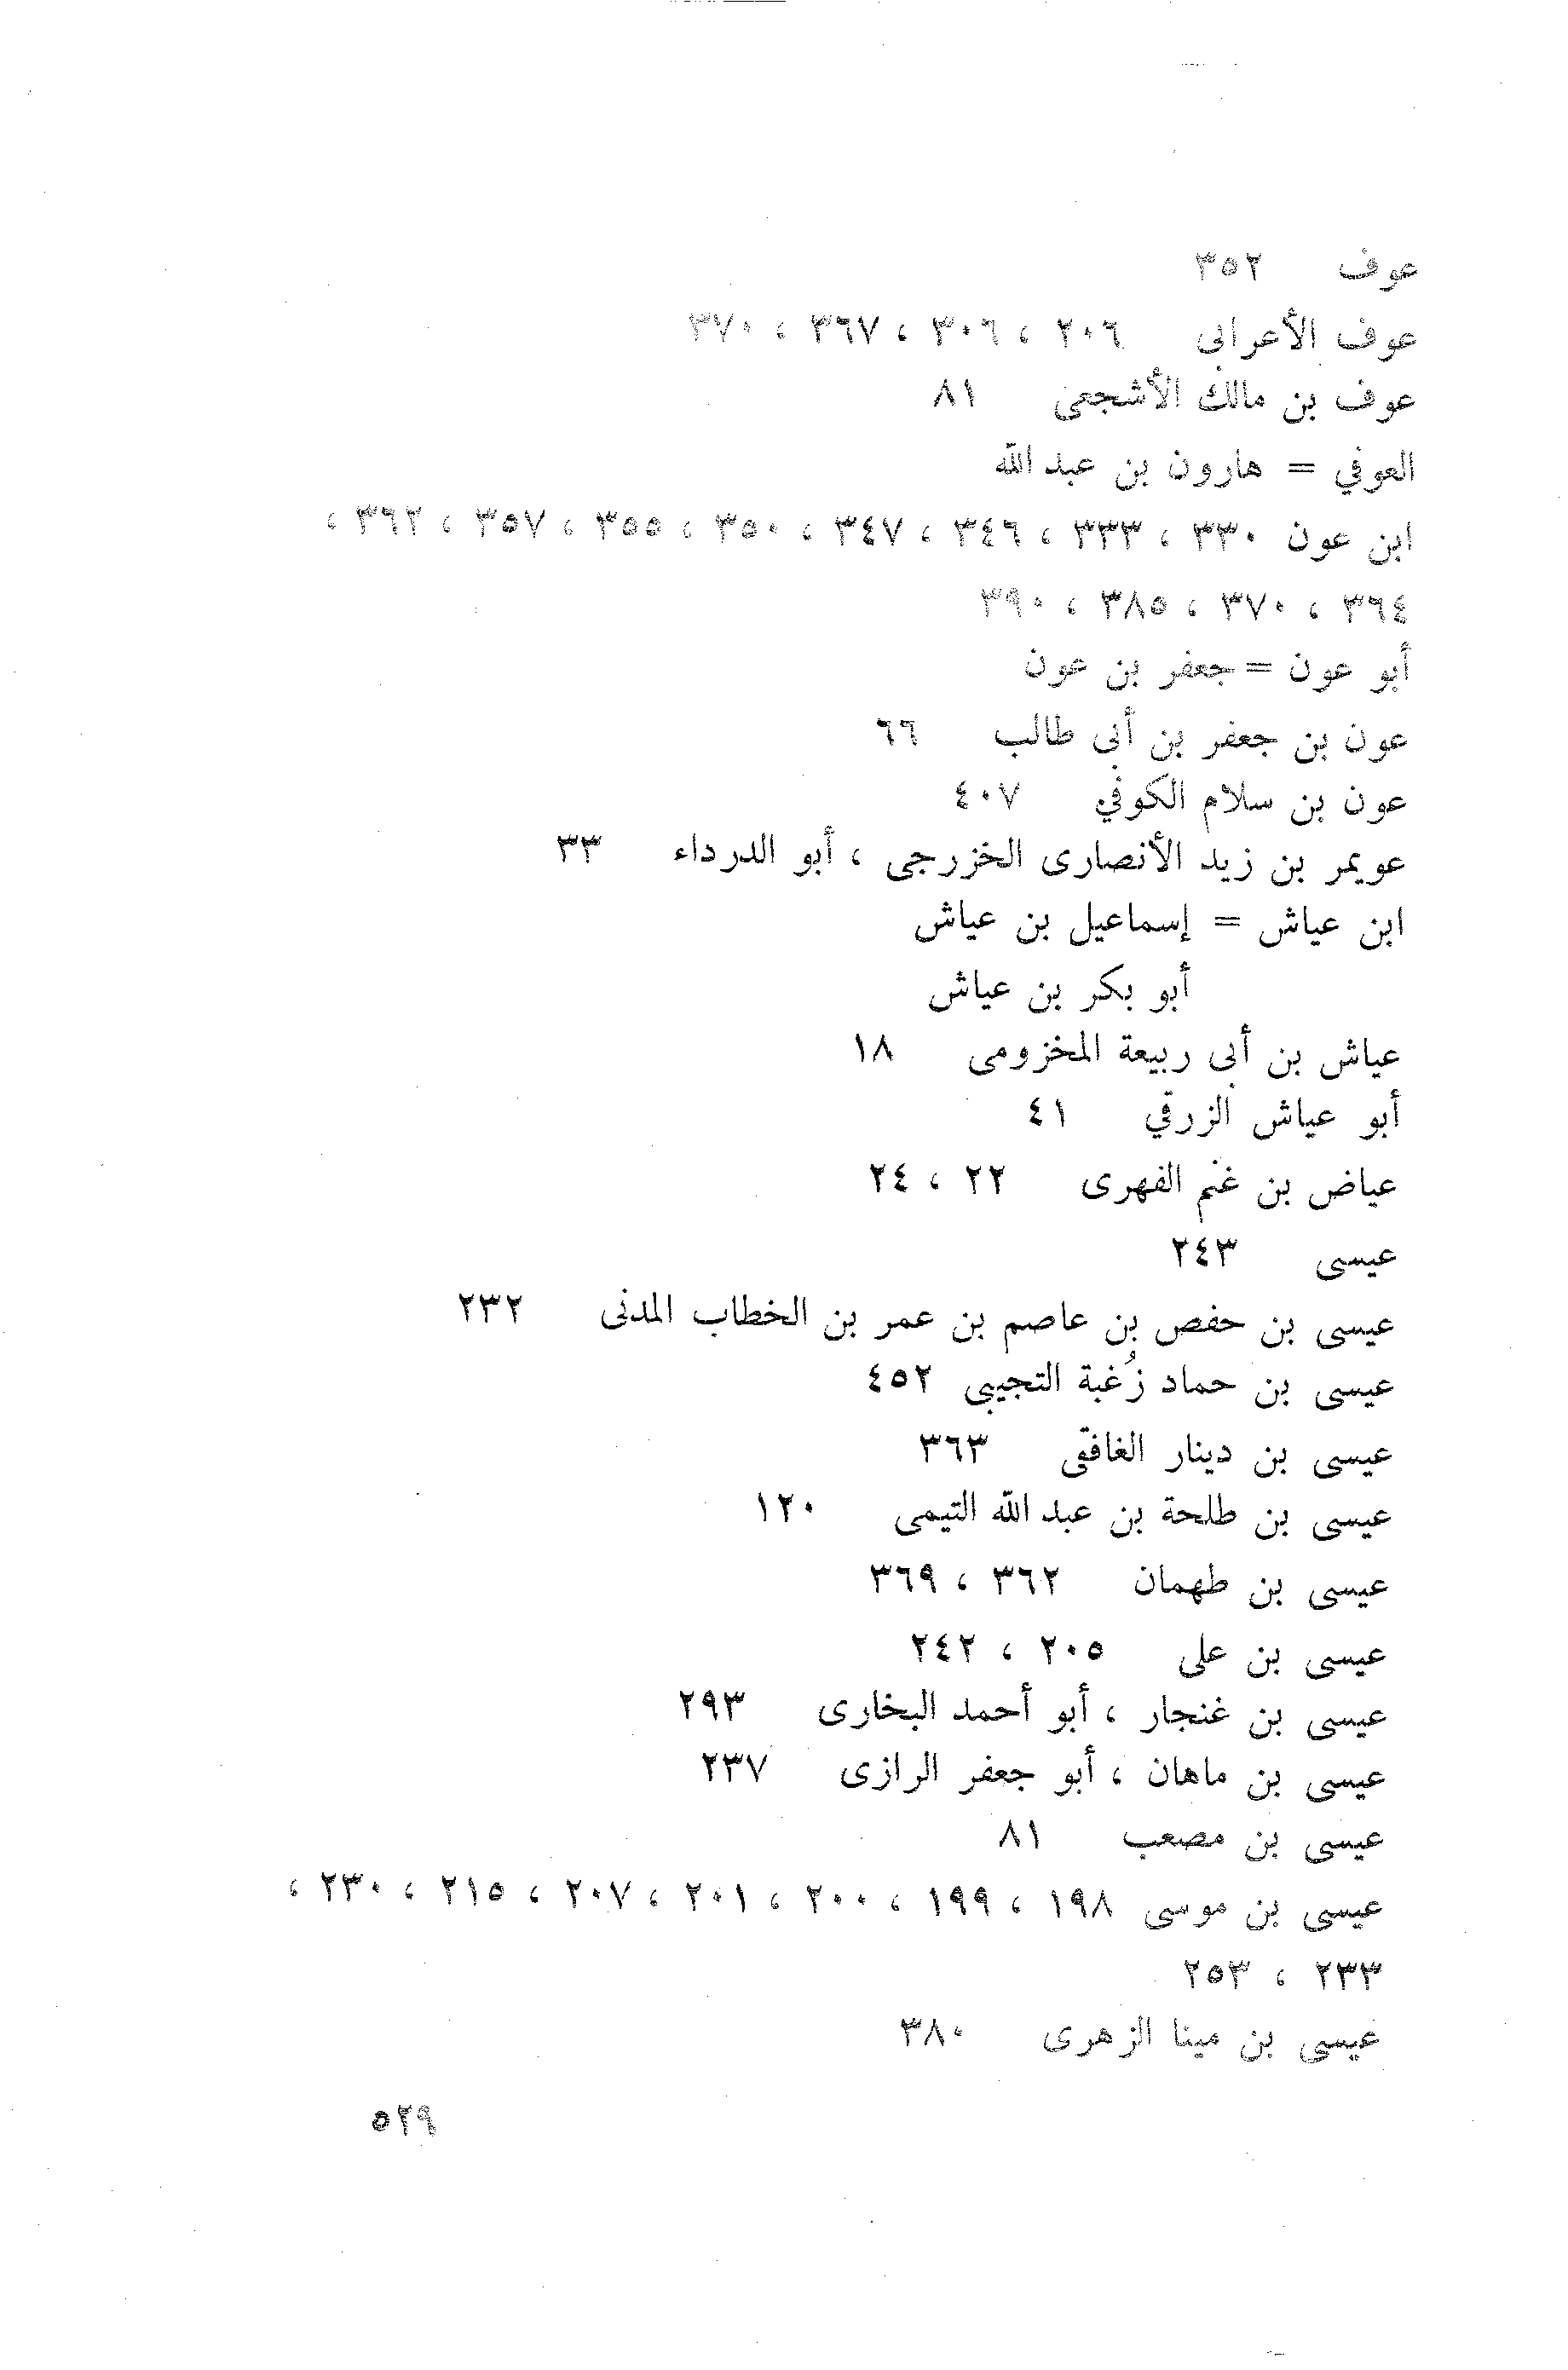 عوف ٣٥٢
عوف الأعرابى ٢٠٦ ، ٣٠٦ ، ٣٦٧ ، ٣٧٠
عوف بن مالك الأشجعى ٨١
العوفي = هارون بن عبد الله
ابن عون ٣٣٠ ، ٣٣٣ ، ٣٤٦ ، ٣٤٧ ، ٣٥٠ ، ٣٥٥ ، ٣٥٧ ، ٣٦٢ ،
٣٦٤ ، ٣٧٠ ، ٣٨٥ ، ٣٩٠
أبو عون = جعفر بن عون
عون بن جعفر بن أبى طالب ٦٦
عون بن سلام الكوفي ٤٠٧
عويمر بن زيد الأنصارى الخزرجى ، أبو الدرداء ٣٣
ابن عياش = إسماعيل بن عياش
أبو بكر بن عياش
عياش بن أبى ربيعة المخزومى ١٨
أبو عياش الزرقي ٤١
عياض بن غنم الفهرى ٢٢ ، ٢٤
عيسى ٢٤٣
عيسى بن حفص بن عاصم بن عمر بن الخطاب المدنى ٢٣٢
عيسى بن حماد زُغبة التجيبى ٤٥٢
عيسى بن دينار الغافقى ٣٦٣
عيسى بن طلحة بن عبد الله التيمى ١٢٠
عيسى بن طهمان ٣٦٢ ، ٣٦٩
عيسى بن على ٢٠٥ ، ٢٤٢
عيسى بن غنجار ، أبو أحمد البخارى ٢٩٣
عيسى بن ماهان ، أبو جعفر الرازى ٢٣٧
عيسى بن مصعب ٨١
عيسى بن موسى ١٩٨ ، ١٩٩ ، ٢٠٠ ، ٢٠١ ، ٢٠٧ ، ٢١٥ ، ٢٣٠ ،
٢٣٣ ، ٢٥٣
عيسى بن مينا الزهرى ٣٨٠
٥٢٩